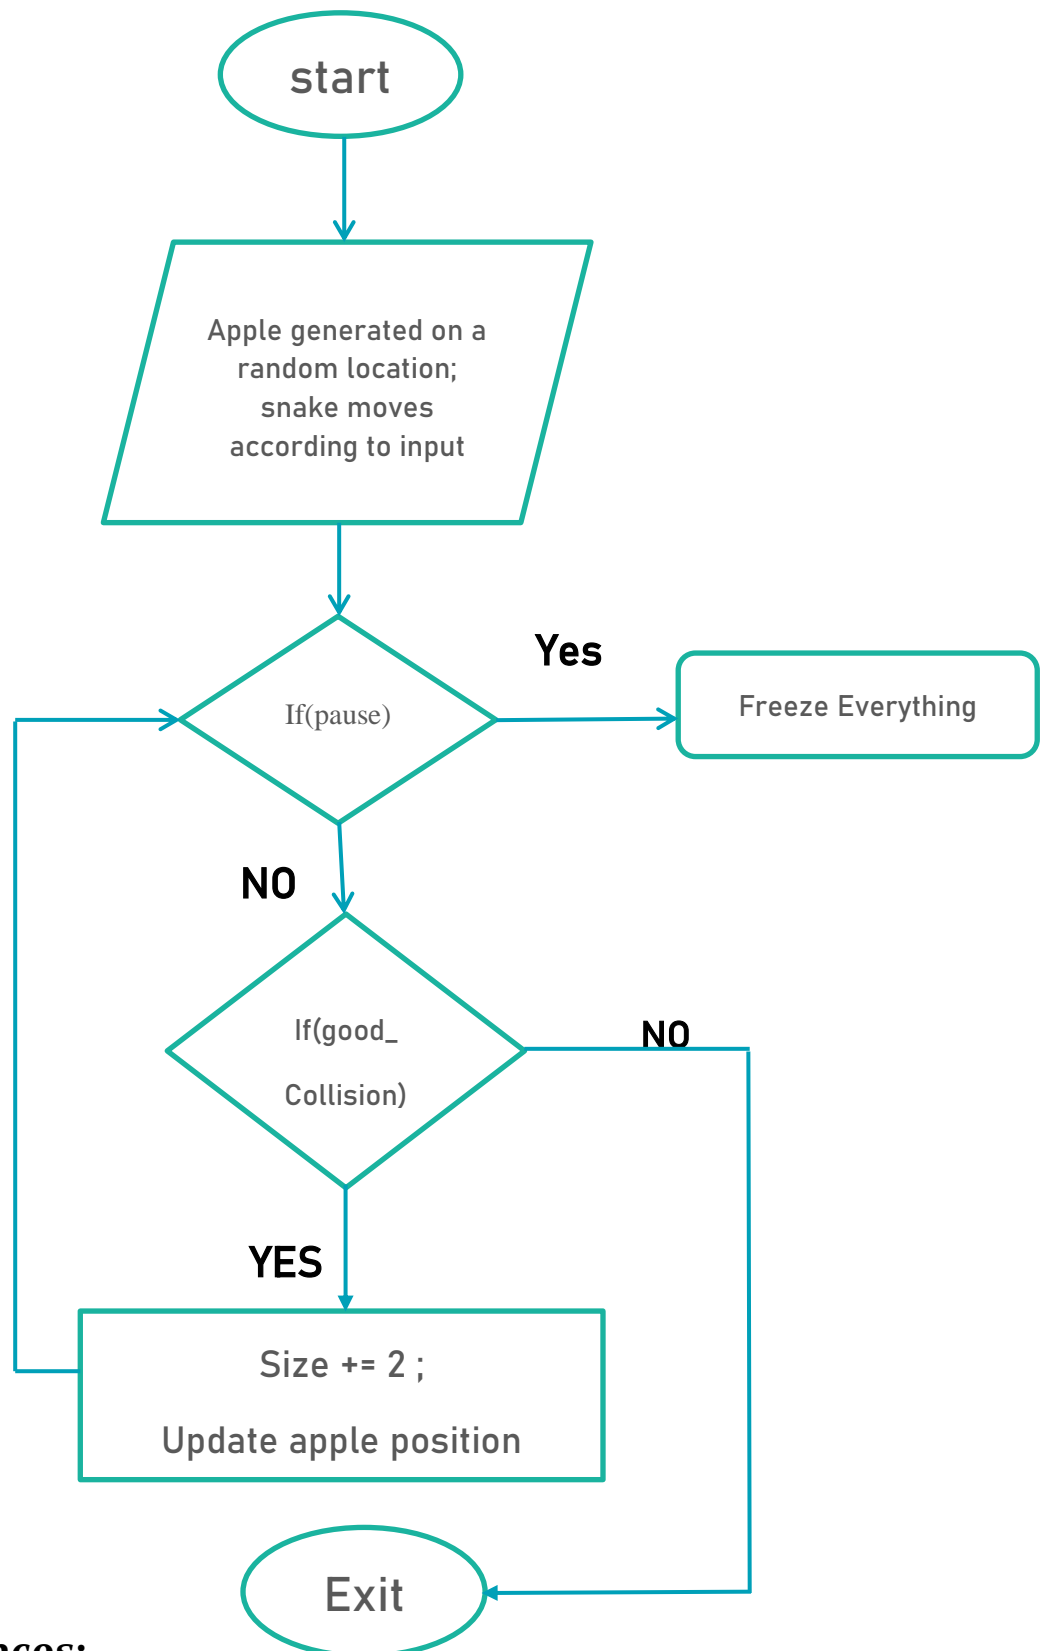 start
Apple generated on a
random location;
snake moves
according to input
If(pause)
Yes
Freeze Everything
NO
If(good_
Collision)
NO
YES
Size += 2 ;
Update apple position
Exit